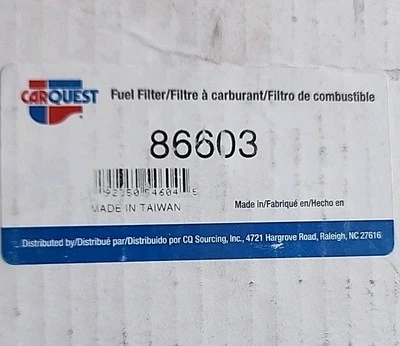 CARQUEST
Fuel Filter/Filtre à carburant/Filtro de combustible
86603
MADE IN TAIWAN
Made in/Fabriqué en/Hecho en
Distributed by/Distribué par/Distribuido por CQ Sourcing, Inc., 4721 Hargrove Road, Raleigh, NC 27616